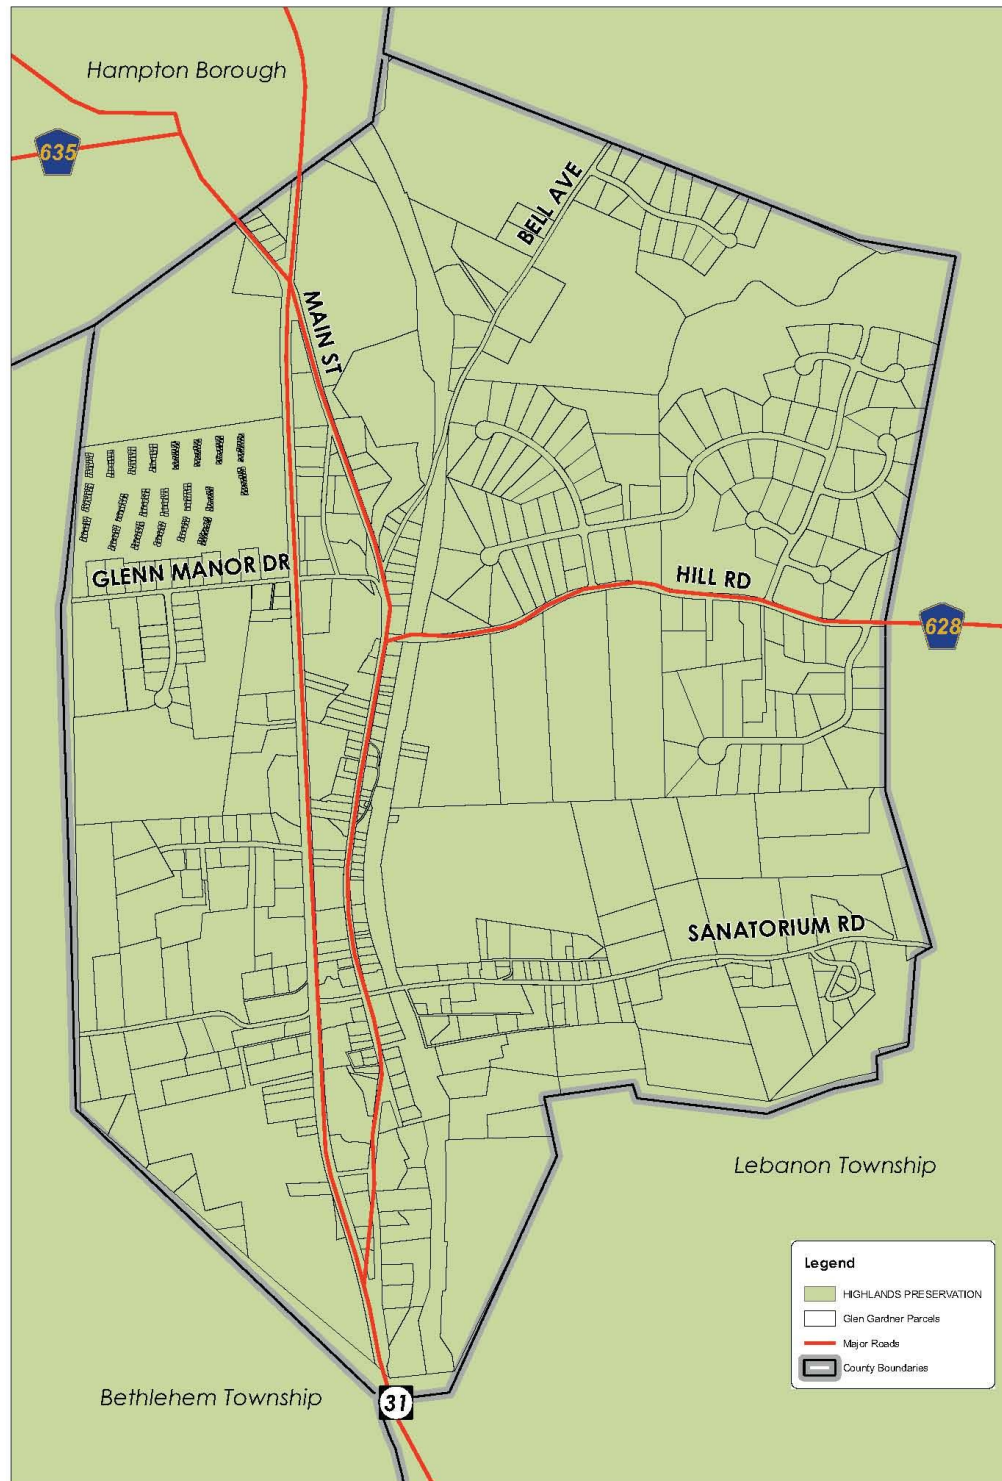 Hampton Borough
635
BELL AVE
MAIN ST
GLENN MANOR DR
HILL RD
628
SANATORIUM RD
Lebanon Township
Legend
HIGHLANDS PRESERVATION
Glen Gardner Parcels
Major Roads
County Boundaries
Bethlehem Township
31